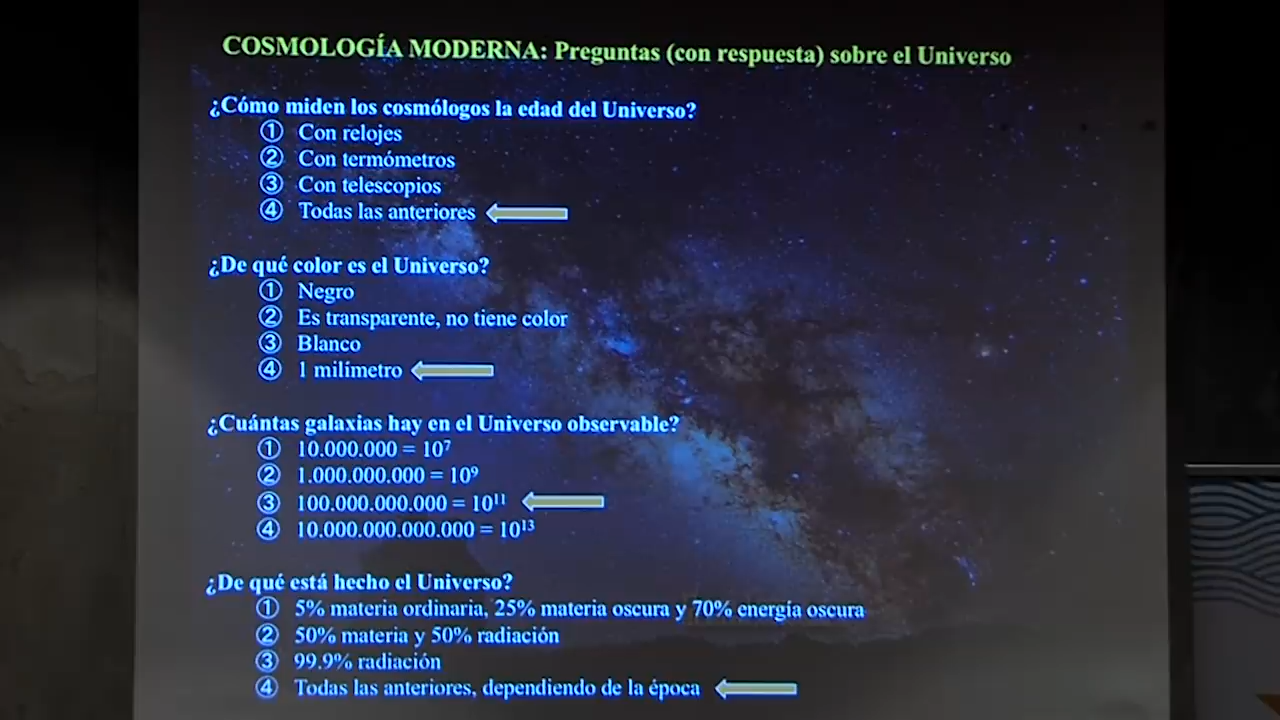 COSMOLOGÍA MODERNA: Preguntas (con respuesta) sobre el Universo
¿Cómo miden los cosmólogos la edad del Universo?
① Con relojes
② Con termómetros
③ Con telescopios
④ Todas las anteriores
¿De qué color es el Universo?
① Negro
② Es transparente, no tiene color
③ Blanco
④ 1 milímetro
¿Cuántas galaxias hay en el Universo observable?
① 10.000.000 = 10⁷
② 1.000.000.000 = 10⁹
③ 100.000.000.000 = 10¹¹
④ 10.000.000.000.000 = 10¹³
¿De qué está hecho el Universo?
① 5% materia ordinaria, 25% materia oscura y 70% energía oscura
② 50% materia y 50% radiación
③ 99.9% radiación
④ Todas las anteriores, dependiendo de la época